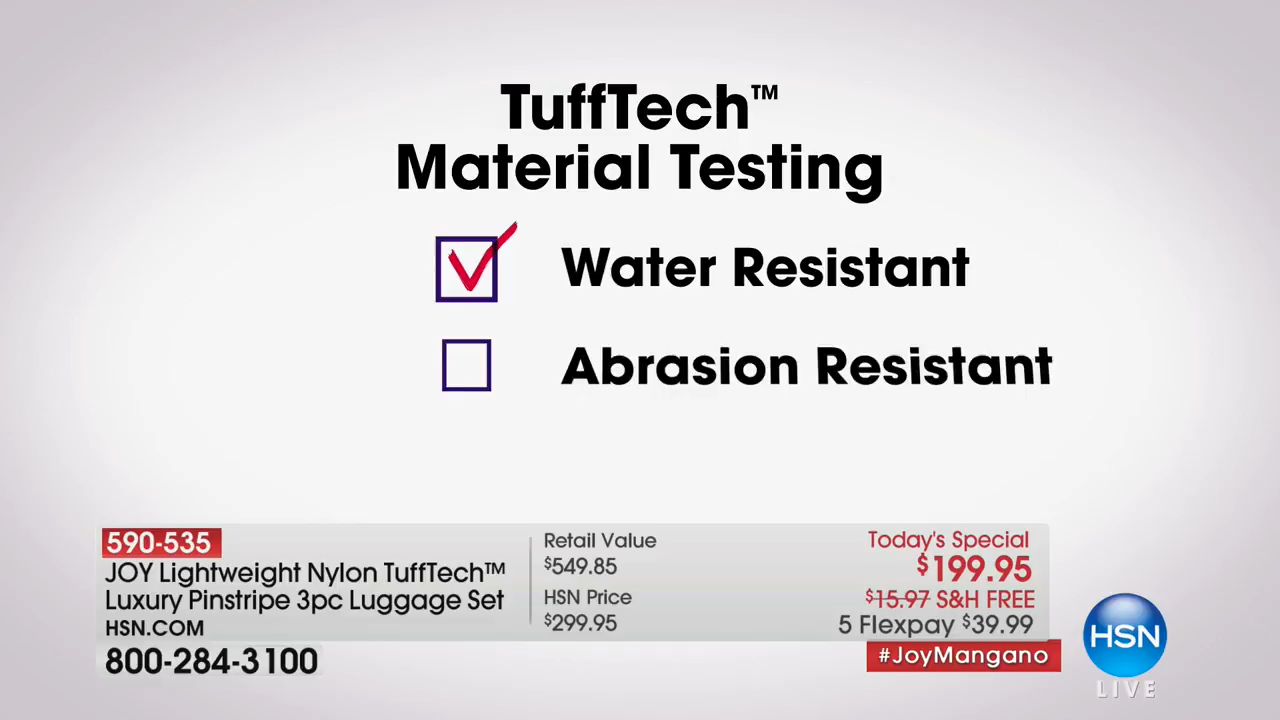 TuffTech™
Material Testing
Water Resistant
Abrasion Resistant
590-535
JOY Lightweight Nylon TuffTech™
Luxury Pinstripe 3pc Luggage Set
HSN.COM
800-284-3100
Retail Value
$549.85
HSN Price
$299.95
Today's Special
$199.95
$15.97 S&H FREE
5 Flexpay $39.99
#JoyMangano
HSN
LIVE